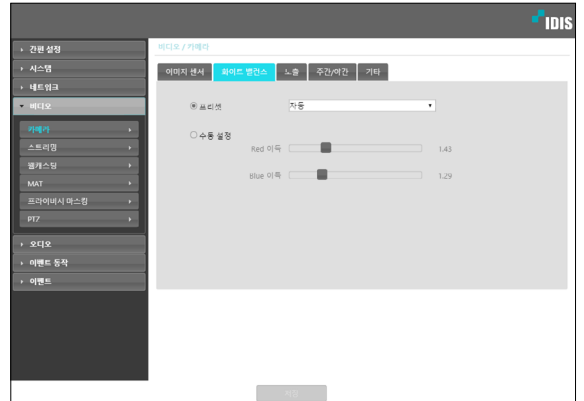 IDIS
간편 설정
시스템
네트워크
비디오
카메라
스트리밍
웹캐스팅
MAT
프라이버시 마스킹
PTZ
오디오
이벤트 동작
이벤트
비디오 / 카메라
이미지 센서 화이트 밸런스 노출 주간/야간 기타
프리셋 자동
수동 설정
Red 이득 1.43
Blue 이득 1.29
저장